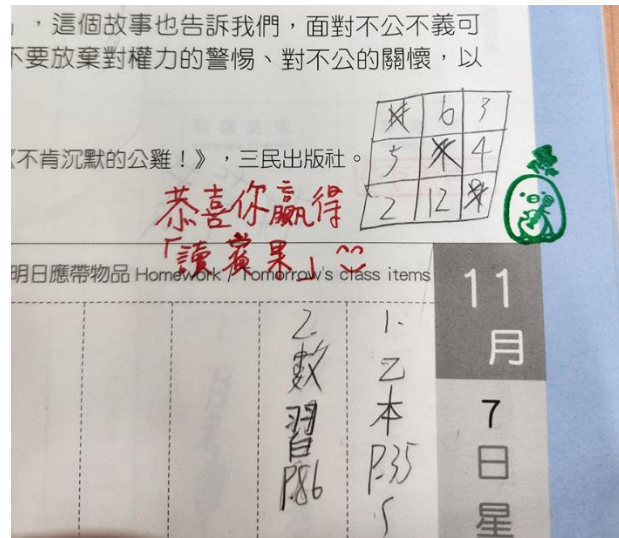 ，這個故事也告訴我們，面對不公不義可
不要放棄對權力的警惕、對不公的關懷，以
《不肯沉默的公雞！》，三民出版社。
6 3
5 4
2 12
恭喜你贏得
「讀賓果」^^
明日應帶物品 Homework / Tomorrow's class items
11
月
7
日
星
1. 乙本 P.35
2. 數習 P.86